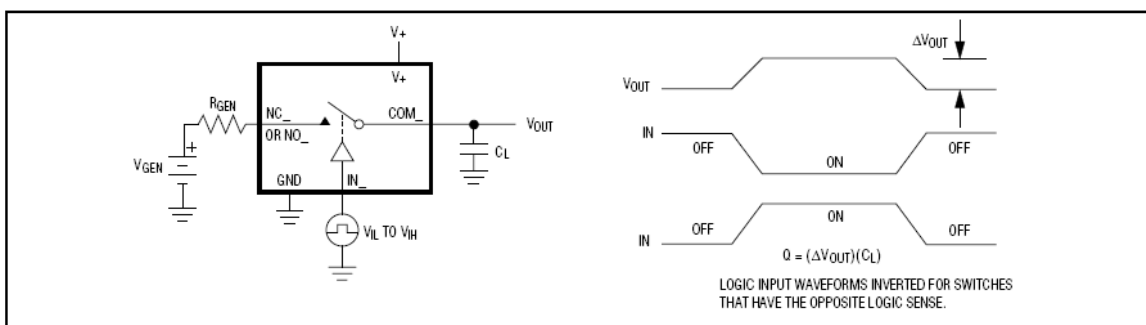 V+
V+
RGEN
NC_
OR NO_
COM_
VOUT
VGEN
+
CL
GND
IN_
VIL TO VIH
ΔVOUT
VOUT
IN
OFF
ON
OFF
IN
OFF
ON
OFF
Q = (ΔVOUT)(CL)
LOGIC INPUT WAVEFORMS INVERTED FOR SWITCHES
THAT HAVE THE OPPOSITE LOGIC SENSE.